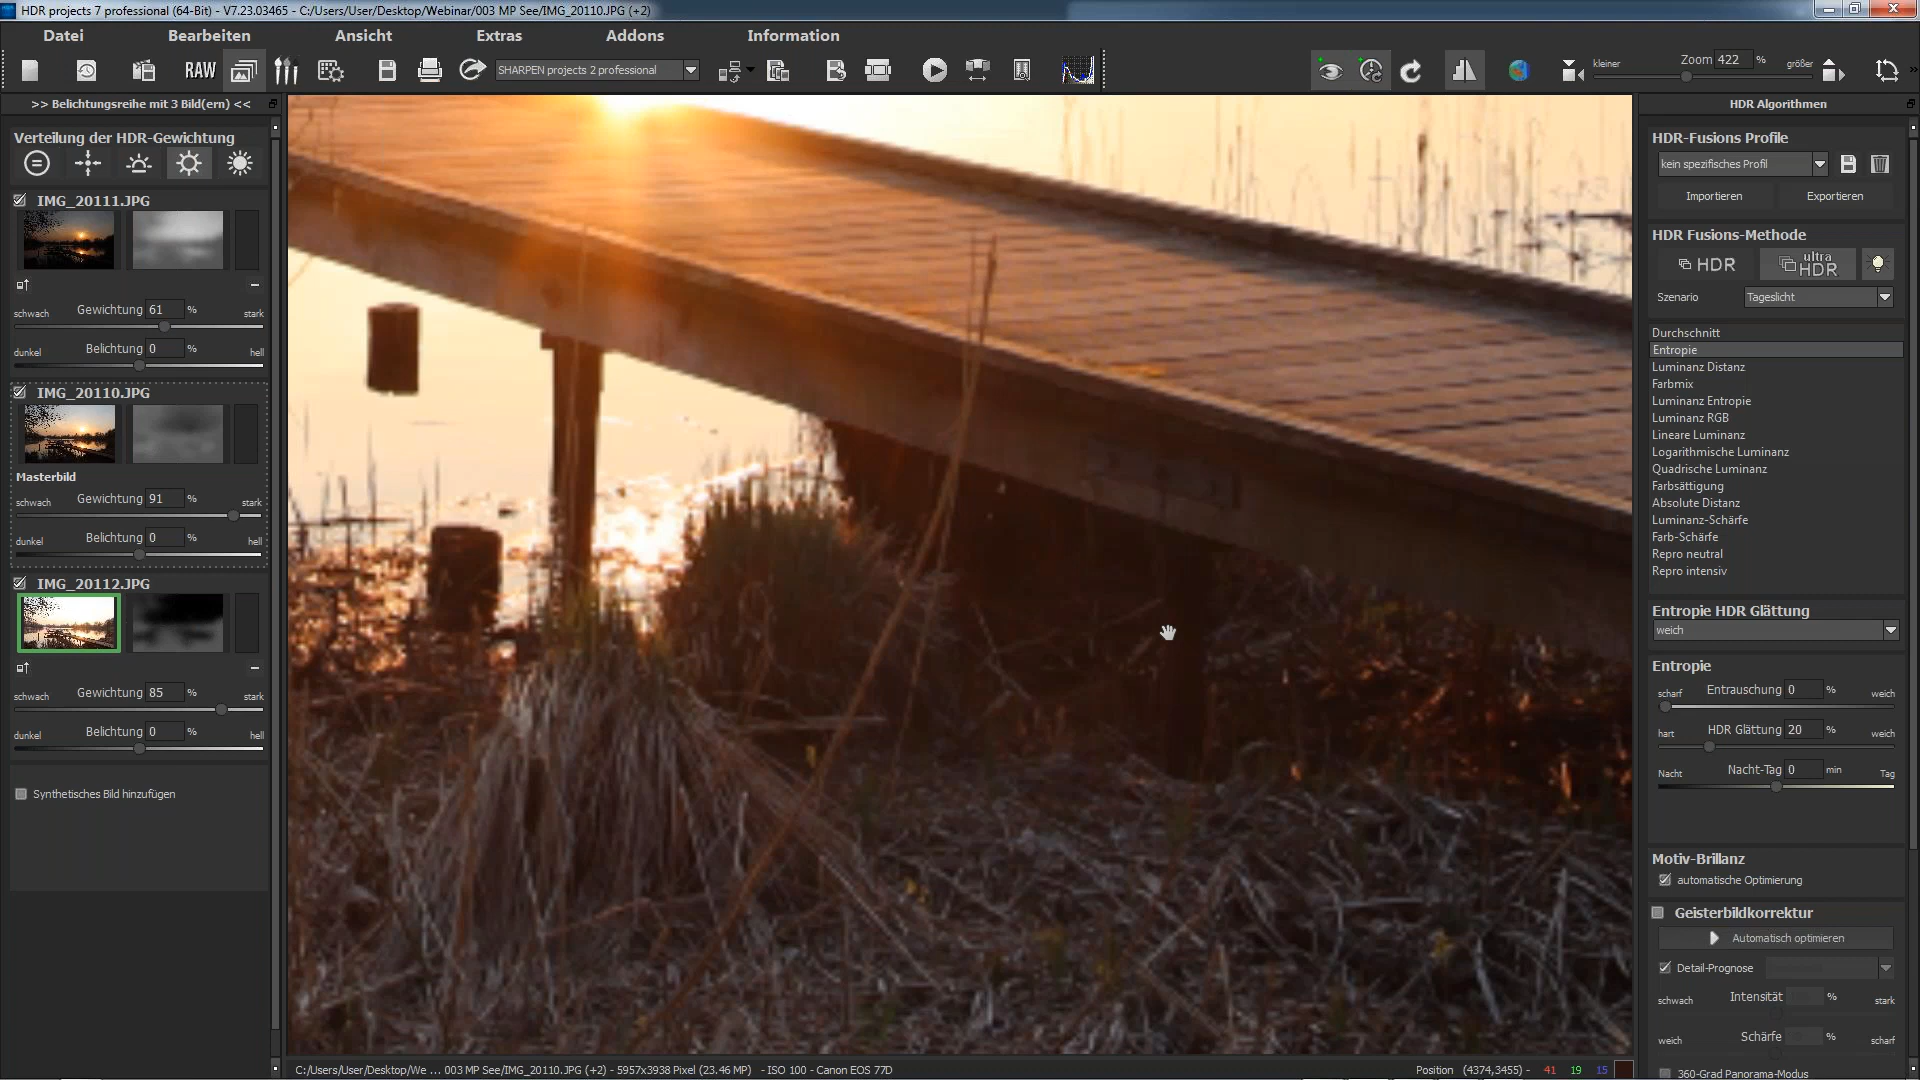 HDR projects 7 professional (64-Bit) - V7.23.03465 - C:/Users/User/Desktop/Webinar/003 MP See/IMG_20110.JPG (+2)
Datei Bearbeiten Ansicht Extras Addons Information
RAW
SHARPEN projects 2 professional
kleiner Zoom 422 % größer
>> Belichtungsreihe mit 3 Bild(ern) <<
Verteilung der HDR-Gewichtung
IMG_20111.JPG
schwach Gewichtung 61 % stark
dunkel Belichtung 0 % hell
IMG_20110.JPG
Masterbild
schwach Gewichtung 91 % stark
dunkel Belichtung 0 % hell
IMG_20112.JPG
schwach Gewichtung 85 % stark
dunkel Belichtung 0 % hell
Synthetisches Bild hinzufügen
HDR Algorithmen
HDR-Fusions Profile
kein spezifisches Profil
Importieren Exportieren
HDR Fusions-Methode
HDR ultra HDR
Szenario Tageslicht
Durchschnitt
Entropie
Luminanz Distanz
Farbmix
Luminanz Entropie
Luminanz RGB
Lineare Luminanz
Logarithmische Luminanz
Quadrische Luminanz
Farbsättigung
Absolute Distanz
Luminanz-Schärfe
Farb-Schärfe
Repro neutral
Repro intensiv
Entropie HDR Glättung
weich
Entropie
scharf Entrauschung 0 % weich
hart HDR Glättung 20 % weich
Nacht Nacht-Tag 0 min Tag
Motiv-Brillanz
automatische Optimierung
Geisterbildkorrektur
Automatisch optimieren
Detail-Prognose
schwach Intensität % stark
weich Schärfe % scharf
360-Grad Panorama-Modus
C:/Users/User/Desktop/We ... 003 MP See/IMG_20110.JPG (+2) - 5957x3938 Pixel (23.46 MP) - ISO 100 - Canon EOS 77D
Position (4374,3455) - 41 19 15